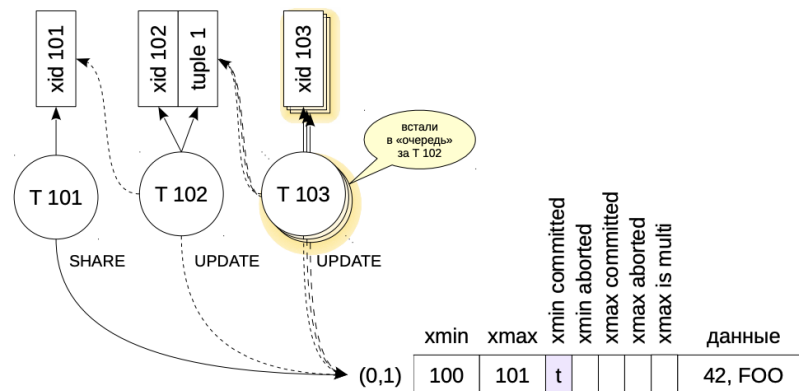 xid 101
xid 102
tuple 1
xid 103
встали
в «очередь»
за T 102
T 101
T 102
T 103
SHARE
UPDATE
UPDATE
xmin
xmax
xmin committed
xmin aborted
xmax committed
xmax aborted
xmax is multi
данные
(0,1)
100
101
t
42, FOO